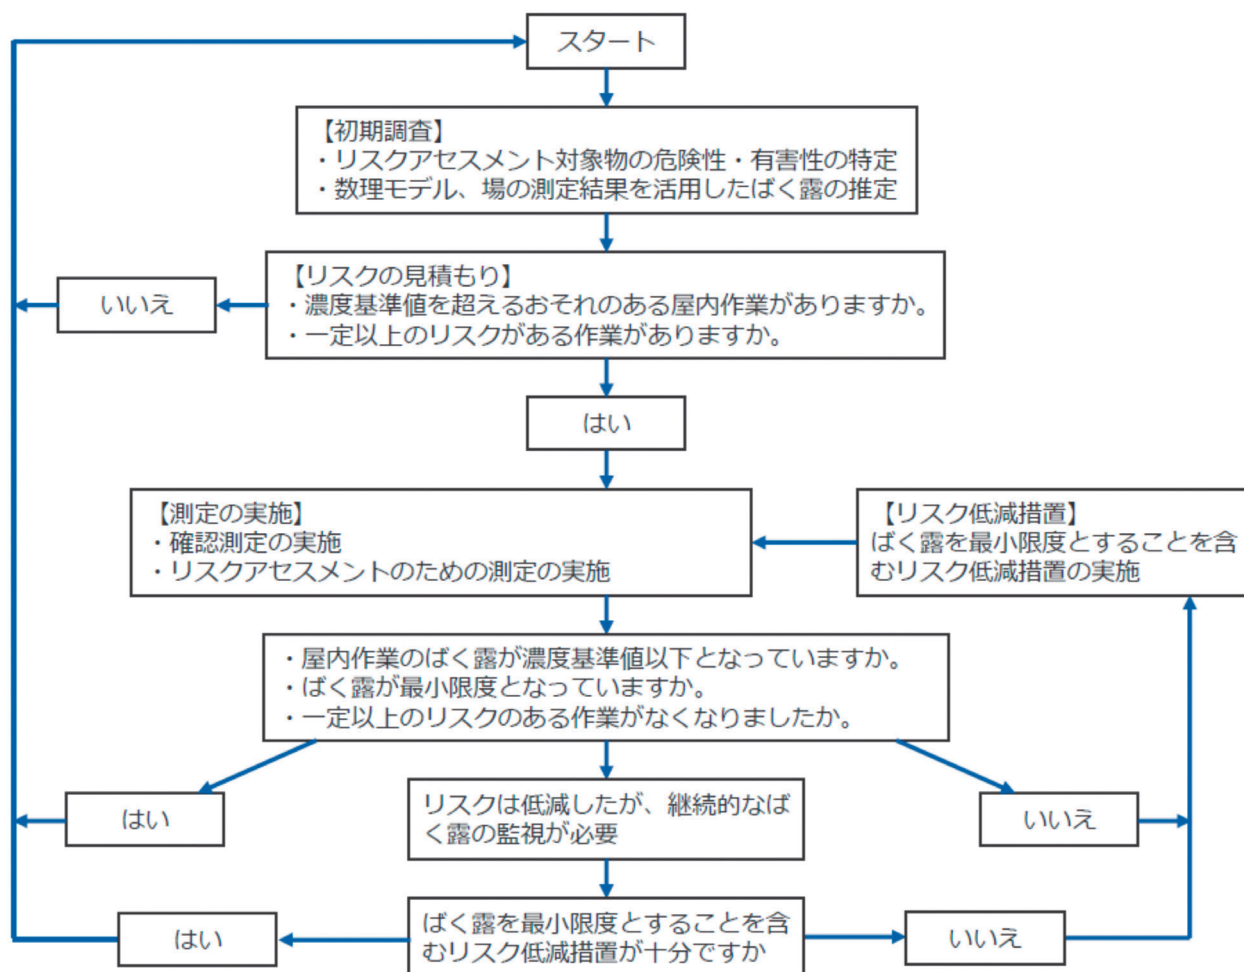 スタート
【初期調査】
・リスクアセスメント対象物の危険性・有害性の特定
・数理モデル、場の測定結果を活用したばく露の推定
【リスクの見積もり】
・濃度基準値を超えるおそれのある屋内作業がありますか。
・一定以上のリスクがある作業がありますか。
いいえ
はい
【測定の実施】
・確認測定の実施
・リスクアセスメントのための測定の実施
【リスク低減措置】
ばく露を最小限度とすることを含
むリスク低減措置の実施
・屋内作業のばく露が濃度基準値以下となっていますか。
・ばく露が最小限度となっていますか。
・一定以上のリスクのある作業がなくなりましたか。
はい
リスクは低減したが、継続的なば
く露の監視が必要
いいえ
はい
ばく露を最小限度とすることを含
むリスク低減措置が十分ですか
いいえ